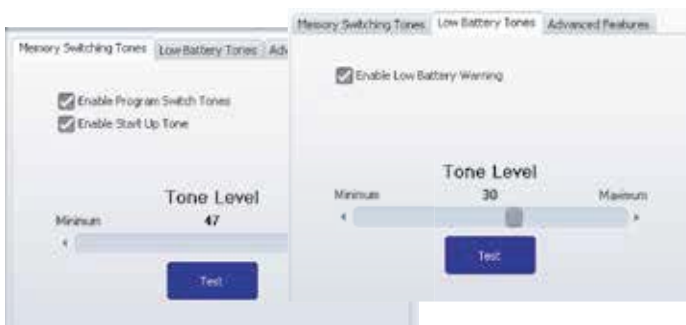 Memory Switching Tones Low Battery Tones Adv
Enable Program Switch Tones
Enable Start Up Tone
Tone Level
Minimum 47
Test
Memory Switching Tones Low Battery Tones Advanced Features
Enable Low Battery Warning
Tone Level
Minimum 30 Maximum
Test